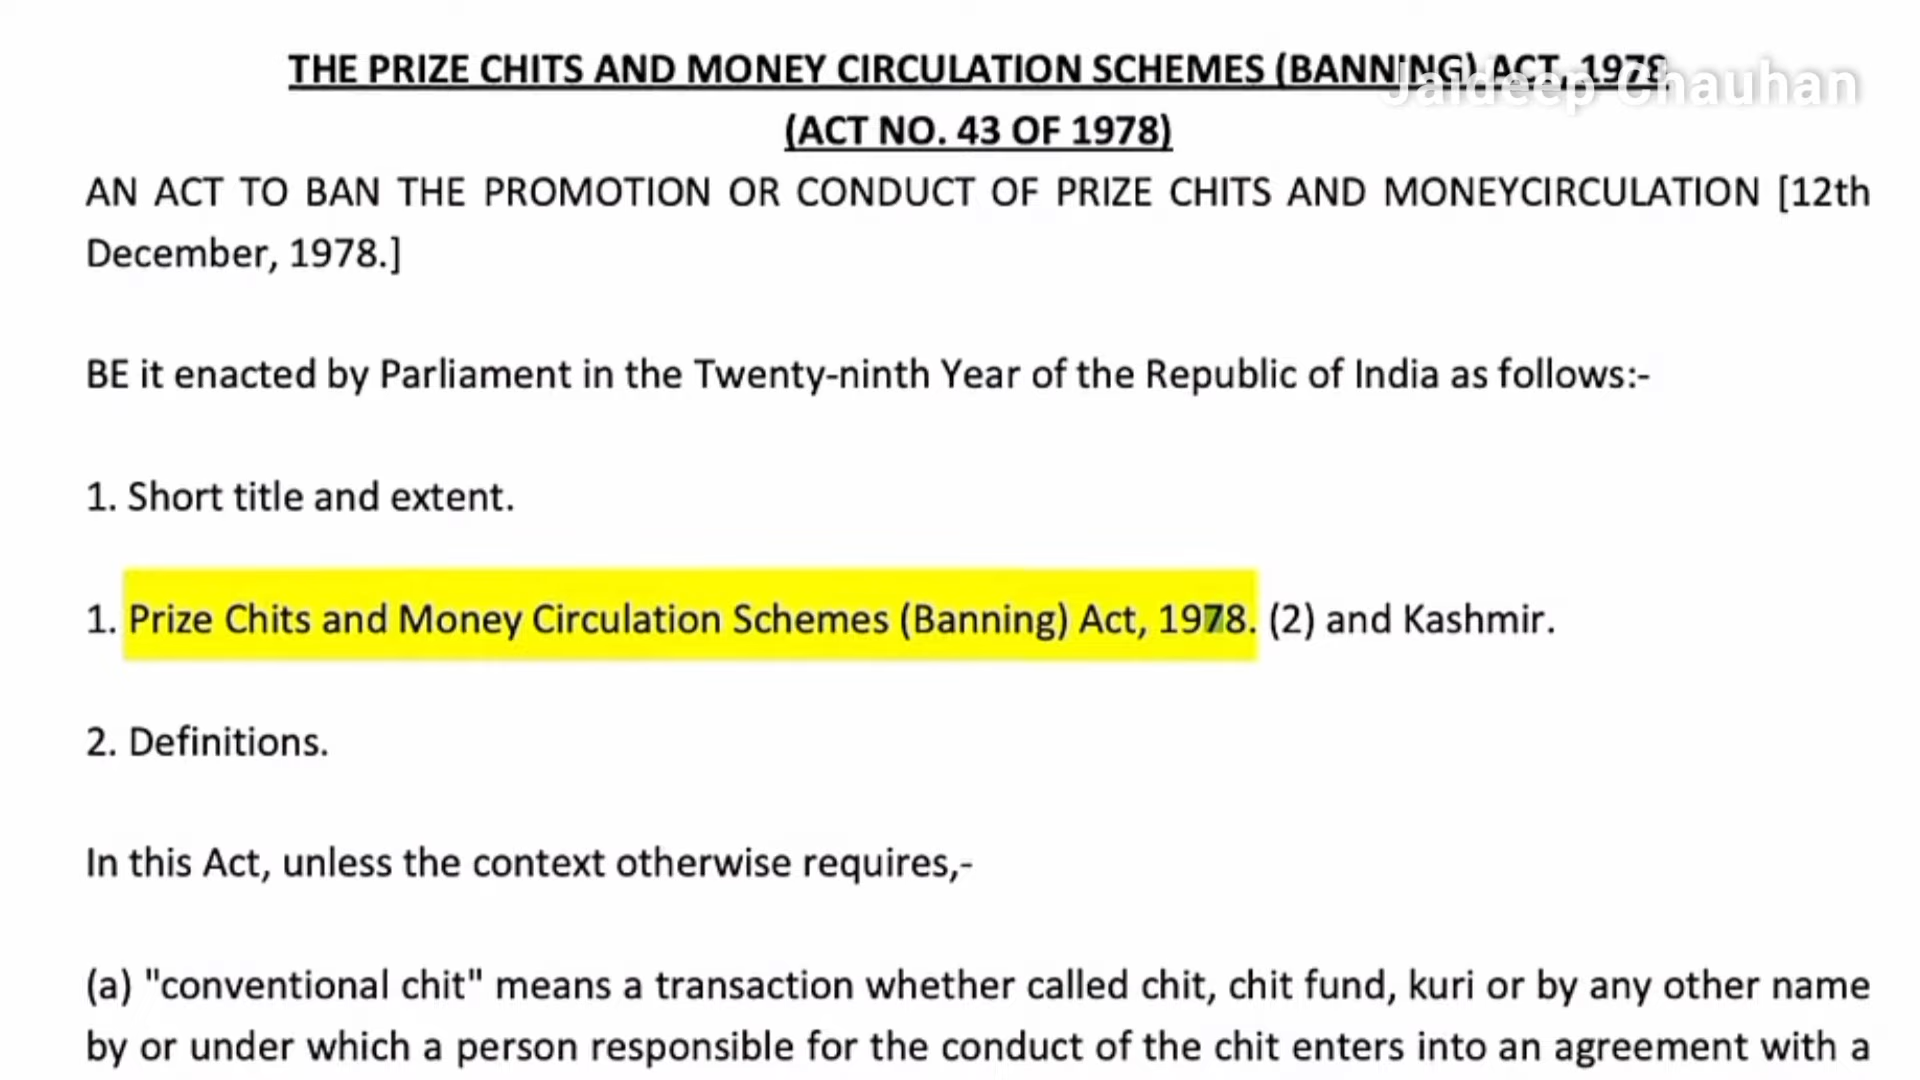 THE PRIZE CHITS AND MONEY CIRCULATION SCHEMES (BANNING) ACT, 1978
Jaideep Chauhan
(ACT NO. 43 OF 1978)
AN ACT TO BAN THE PROMOTION OR CONDUCT OF PRIZE CHITS AND MONEYCIRCULATION [12th
December, 1978.]
BE it enacted by Parliament in the Twenty-ninth Year of the Republic of India as follows:-
1. Short title and extent.
1. Prize Chits and Money Circulation Schemes (Banning) Act, 1978. (2) and Kashmir.
2. Definitions.
In this Act, unless the context otherwise requires,-
(a) "conventional chit" means a transaction whether called chit, chit fund, kuri or by any other name
by or under which a person responsible for the conduct of the chit enters into an agreement with a